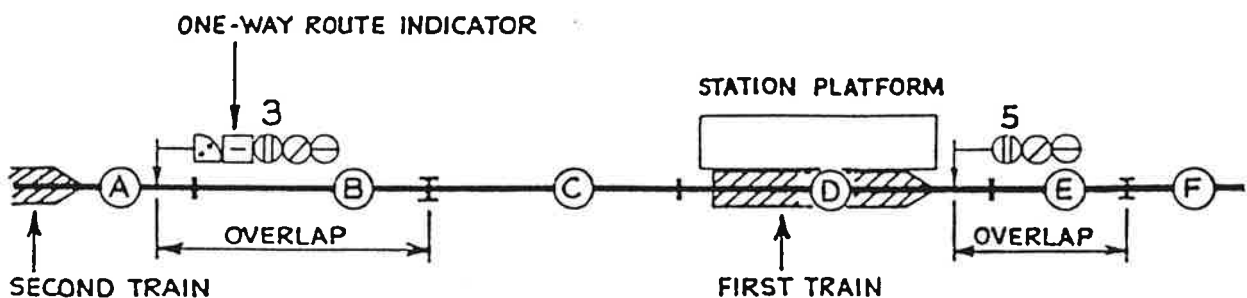 ONE-WAY ROUTE INDICATOR
STATION PLATFORM
3
5
A
B
C
D
E
F
OVERLAP
OVERLAP
SECOND TRAIN
FIRST TRAIN